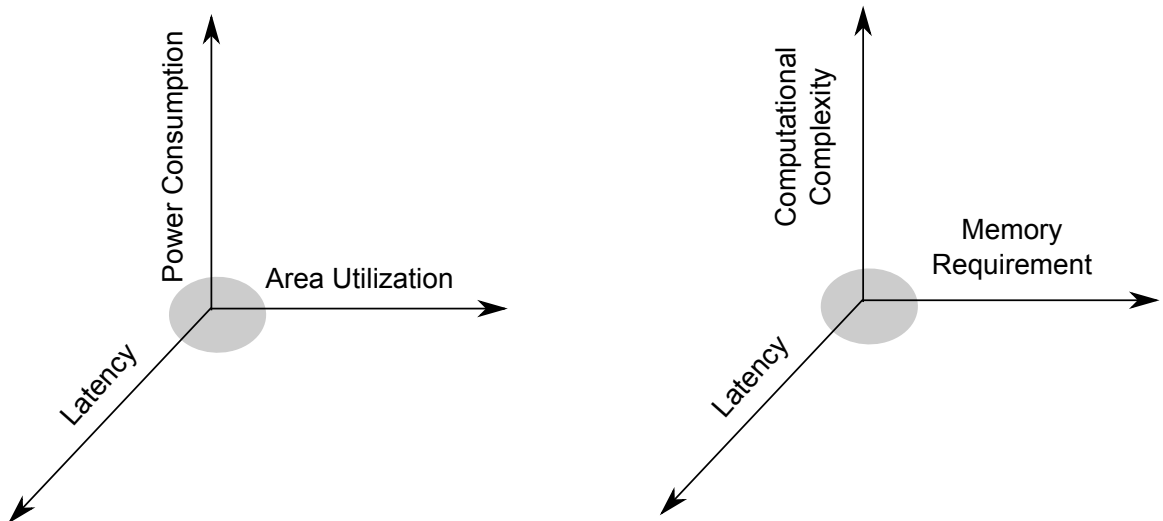 Power Consumption
Area Utilization
Latency
Computational
Complexity
Memory
Requirement
Latency